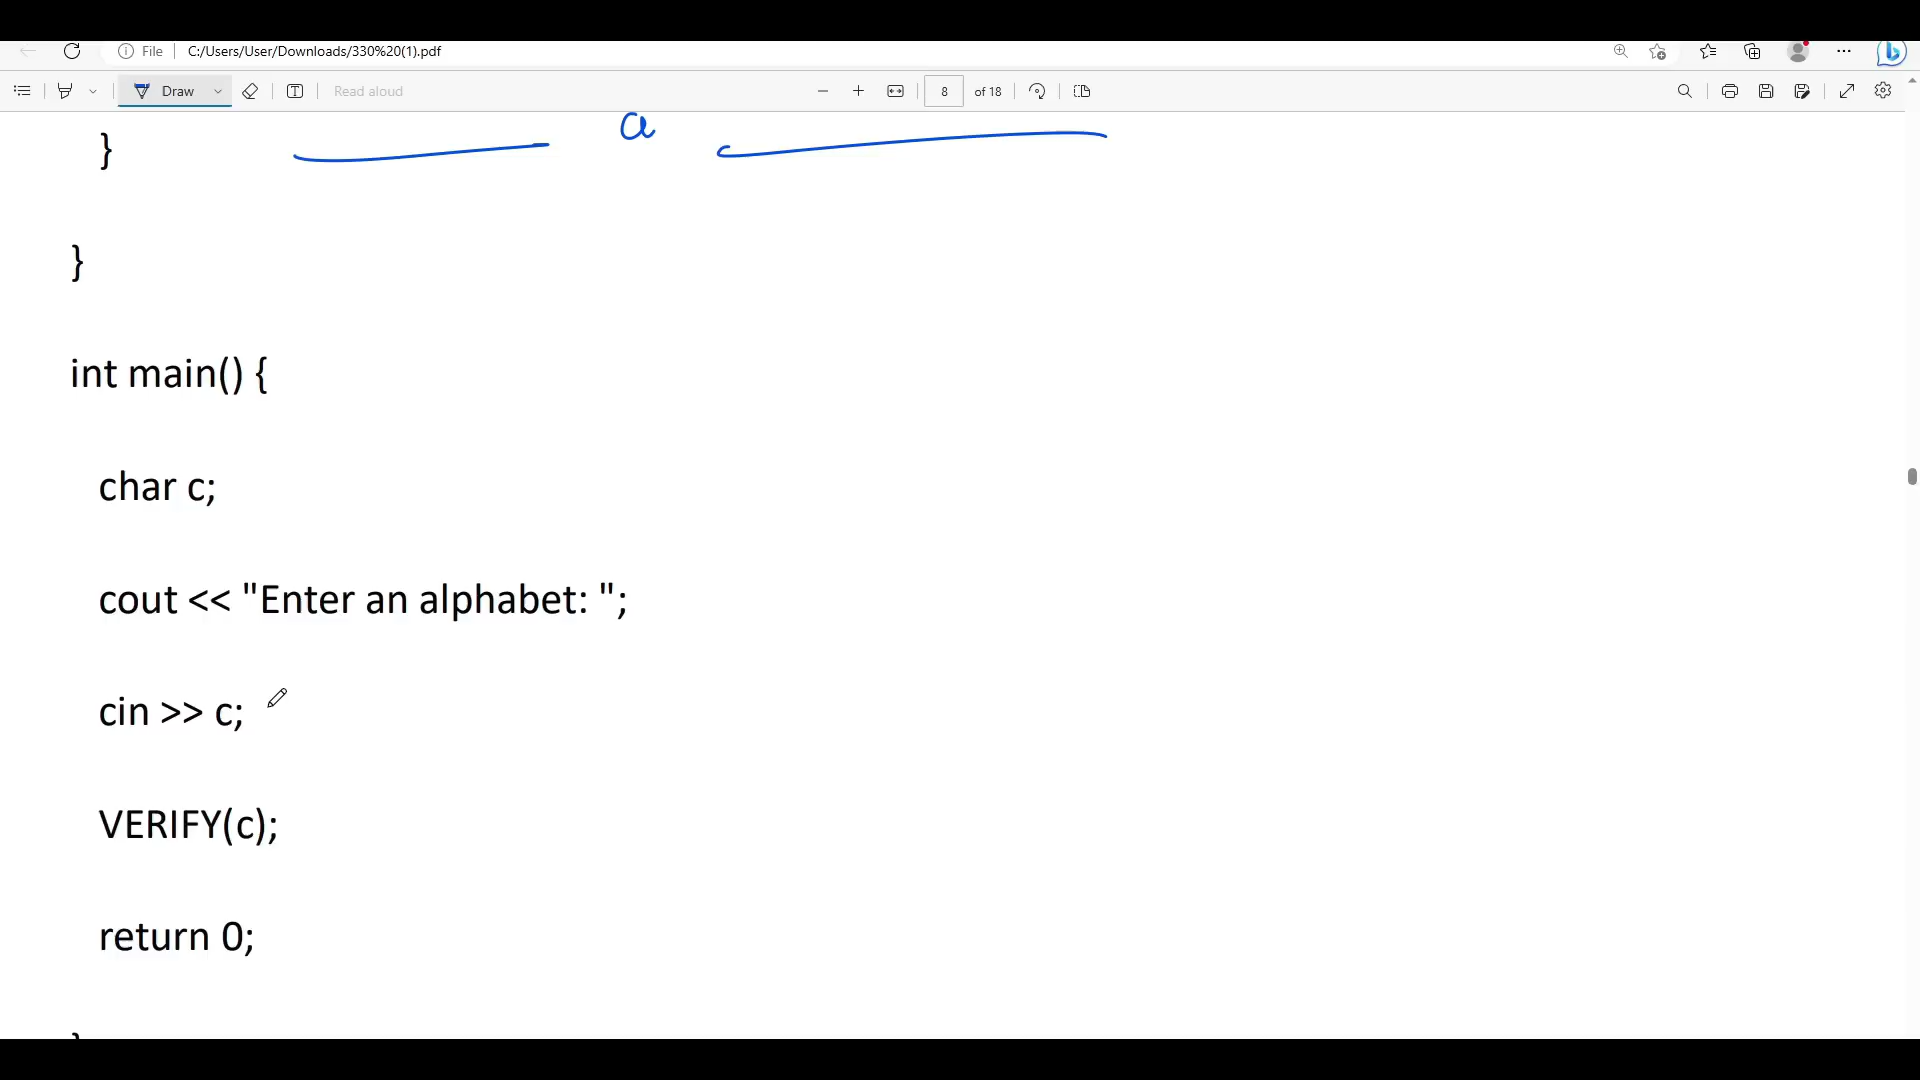 File C:/Users/User/Downloads/330%20(1).pdf
Draw Read aloud 8 of 18
a
}
}
int main() {
char c;
cout << "Enter an alphabet: ";
cin >> c;
VERIFY(c);
return 0;